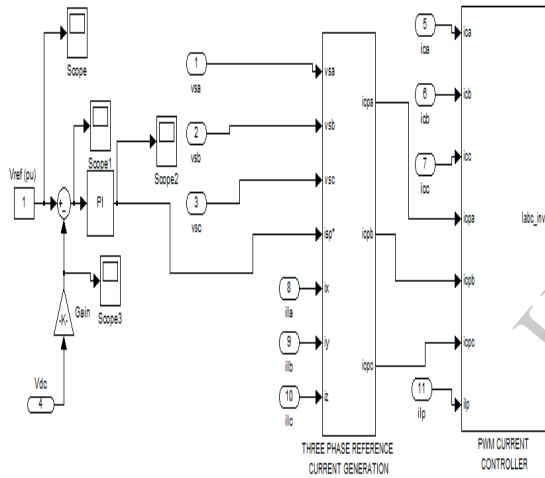 Scope
Scope1
Scope2
Vref (pu)
1
+
-
PI
Scope3
-K-
Gain
Vdc
4
1
vsa
2
vsb
3
vsc
8
ila
9
ilb
10
ilc
vsa
vsb
vsc
isp*
ix
iy
iz
icpa
icpb
icpc
THREE PHASE REFERENCE
CURRENT GENERATION
5
ica
6
icb
7
icc
11
ilp
ica
icb
icc
icpa
icpb
icpc
ilp
Iabc_inv
PWM CURRENT
CONTROLLER